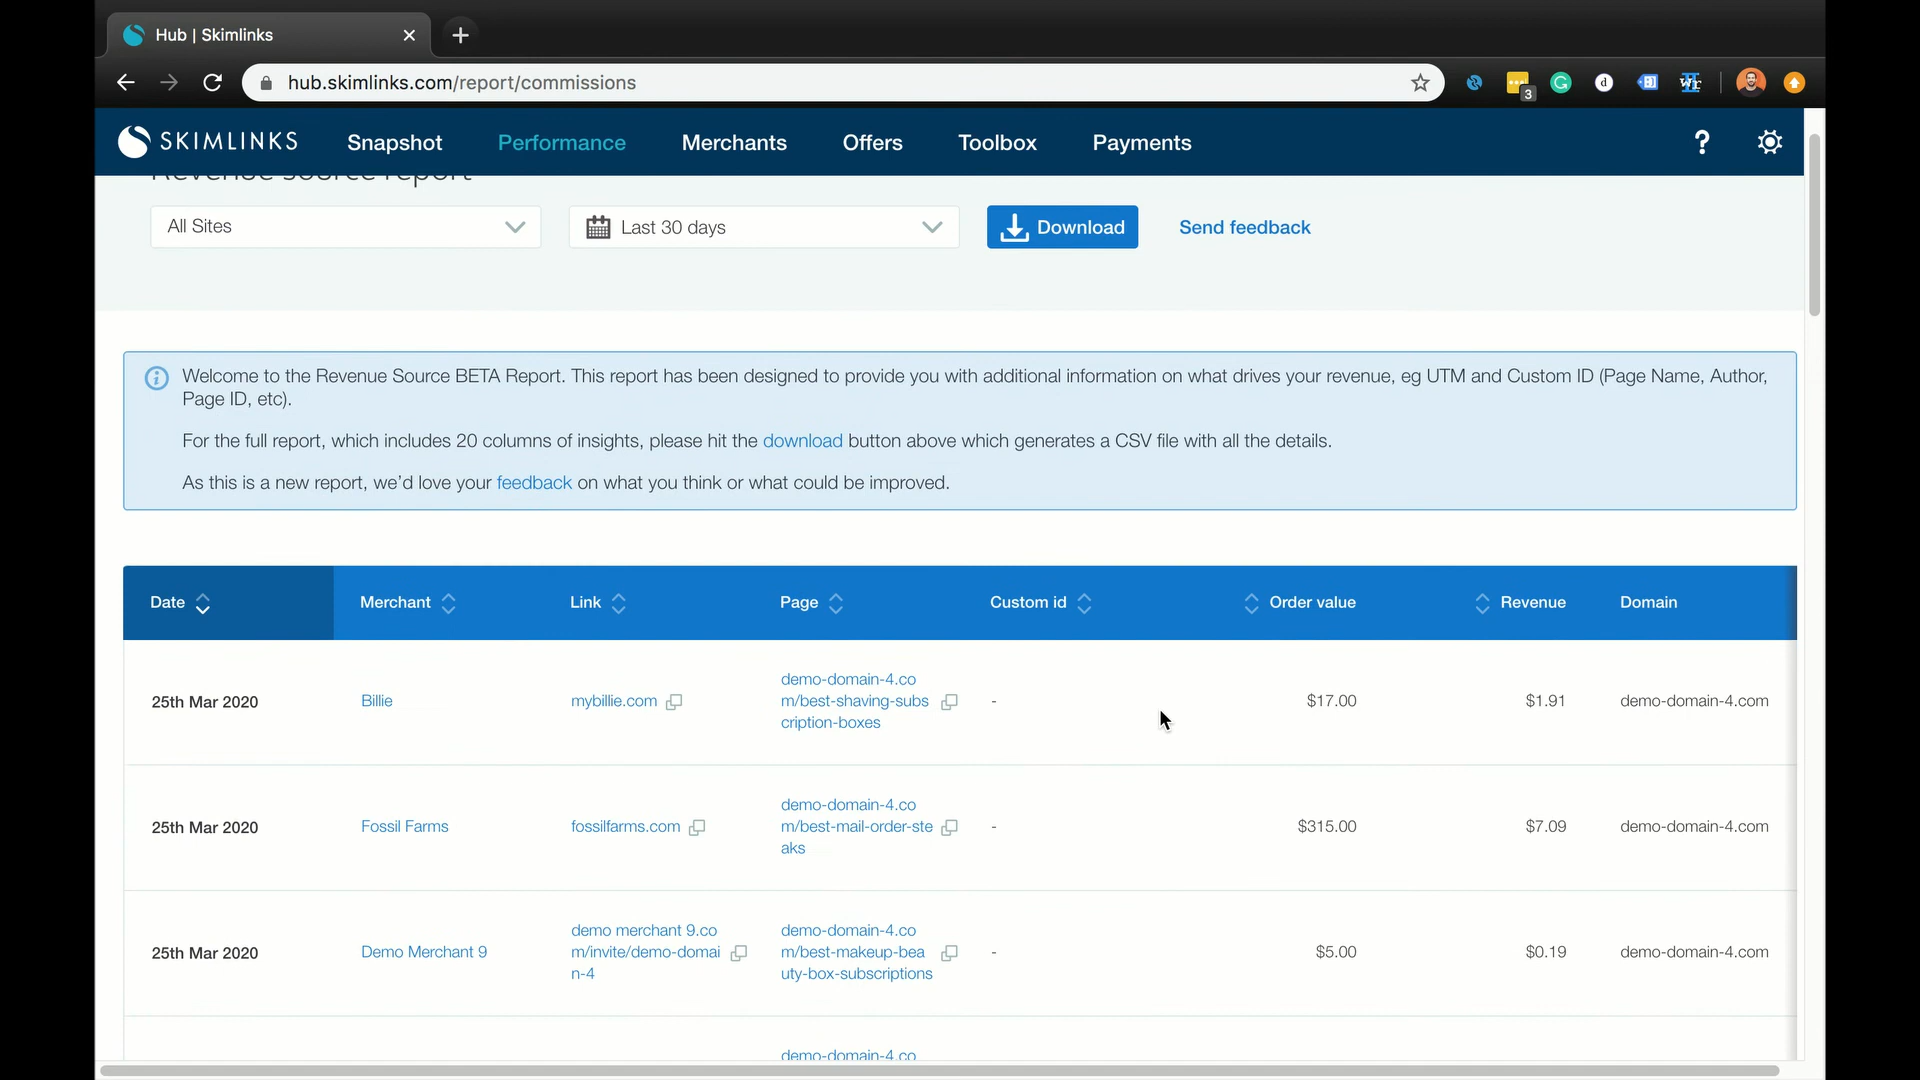 Hub | Skimlinks
hub.skimlinks.com/report/commissions
3
SKIMLINKS Snapshot Performance Merchants Offers Toolbox Payments ?
Revenue source report
All Sites Last 30 days Download Send feedback
Welcome to the Revenue Source BETA Report. This report has been designed to provide you with additional information on what drives your revenue, eg UTM and Custom ID (Page Name, Author,
Page ID, etc).
For the full report, which includes 20 columns of insights, please hit the download button above which generates a CSV file with all the details.
As this is a new report, we'd love your feedback on what you think or what could be improved.
Date Merchant Link Page Custom id Order value Revenue Domain
demo-domain-4.co
25th Mar 2020 Billie mybillie.com m/best-shaving-subs - $17.00 $1.91 demo-domain-4.com
cription-boxes
demo-domain-4.co
25th Mar 2020 Fossil Farms fossilfarms.com m/best-mail-order-ste - $315.00 $7.09 demo-domain-4.com
aks
demo merchant 9.co demo-domain-4.co
25th Mar 2020 Demo Merchant 9 m/invite/demo-domai m/best-makeup-bea - $5.00 $0.19 demo-domain-4.com
n-4 uty-box-subscriptions
demo-domain-4.co